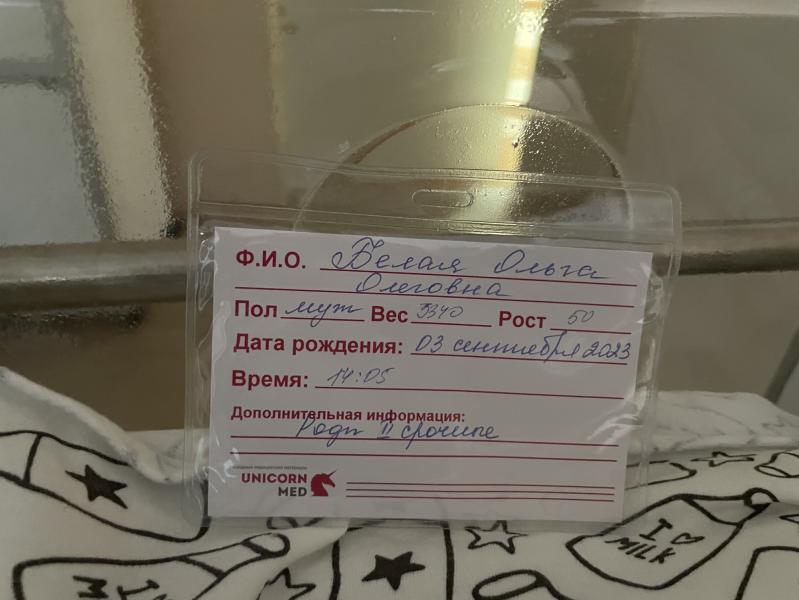 Ф.И.О. Белая Ольга
Олеговна
Пол муж Вес 3340 Рост 50
Дата рождения: 03 сентября 2023
Время: 14:05
Дополнительная информация:
Роды II срочные
UNICORN
MED
I ♡
MILK